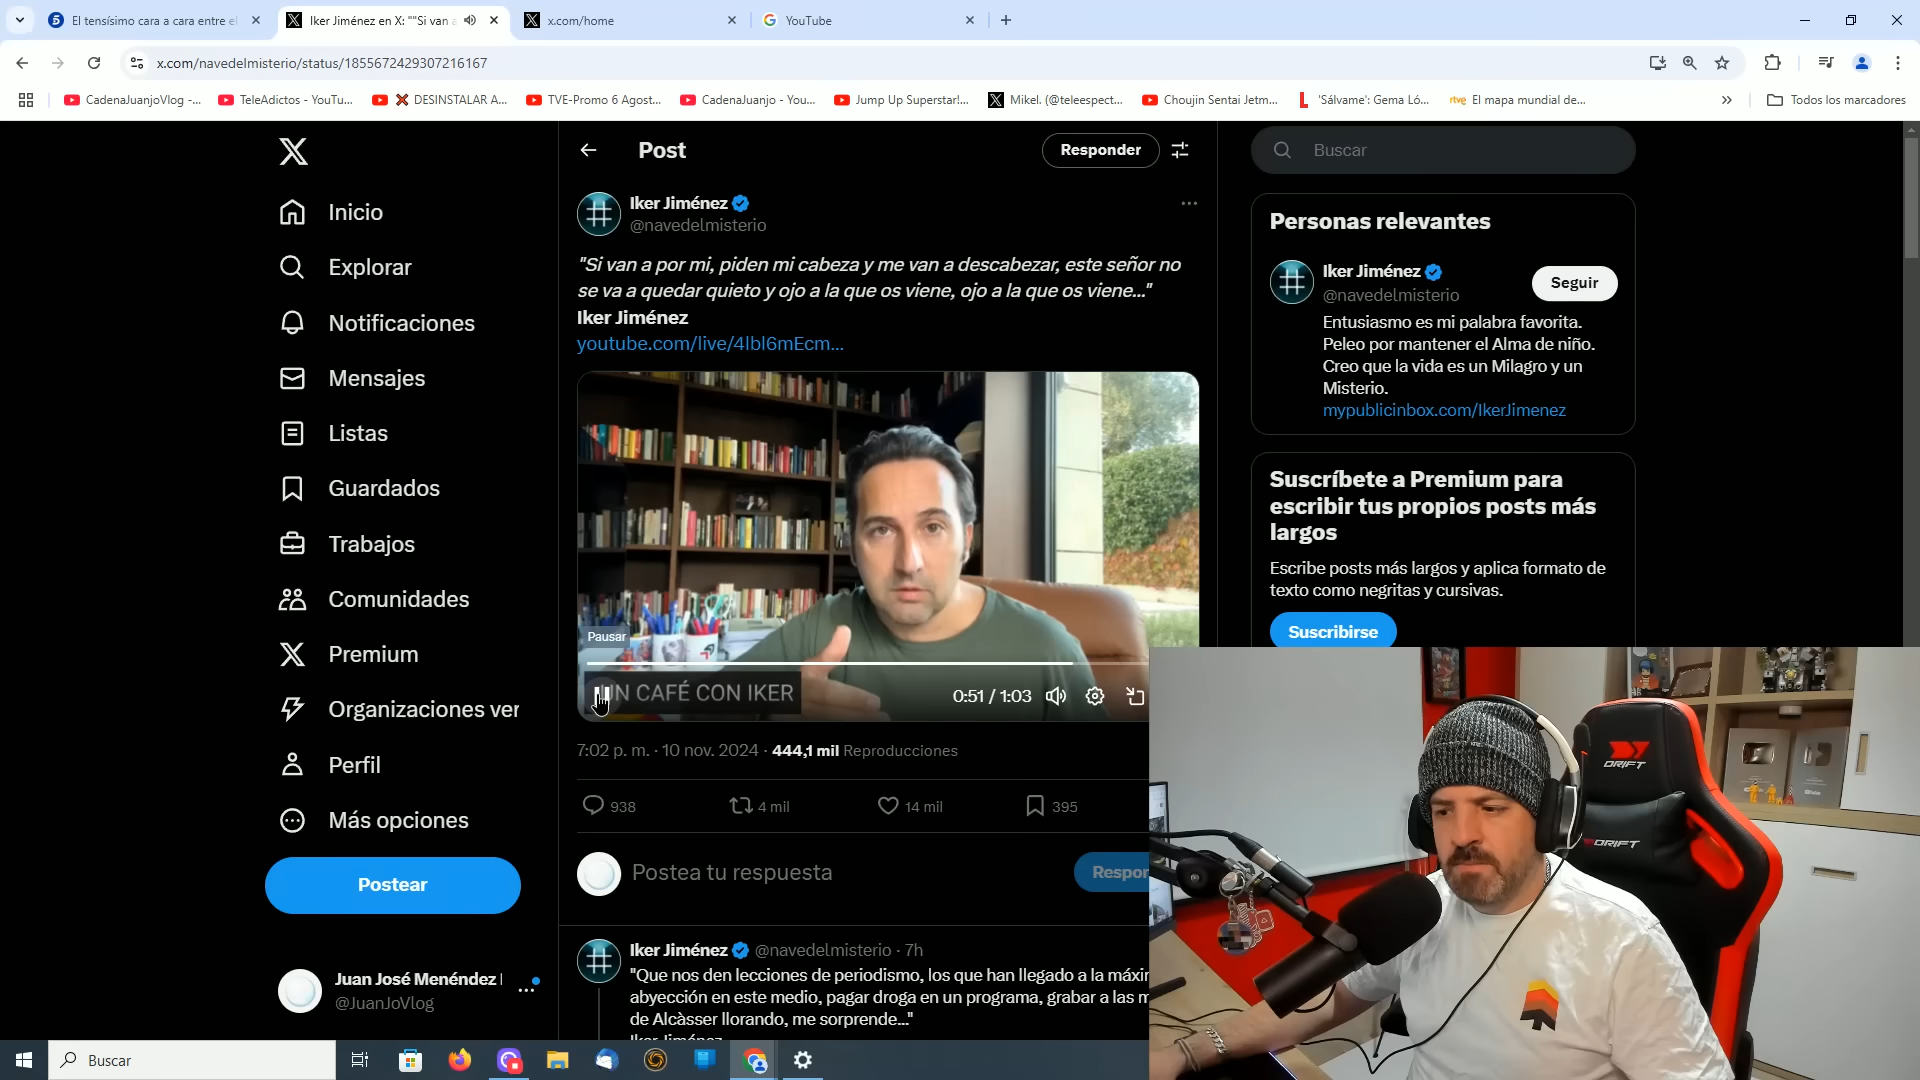 El tensísimo cara a cara entre el
Iker Jiménez en X: ""Si van a
x.com/home
YouTube
x.com/navedelmisterio/status/1855672429307216167
CadenaJuanjoVlog -...
TeleAdictos - YouTu...
DESINSTALAR A...
TVE-Promo 6 Agost...
CadenaJuanjo - You...
Jump Up Superstar!...
Mikel. (@teleespect...
Choujin Sentai Jetm...
'Sálvame': Gema Ló...
El mapa mundial de...
Todos los marcadores
Inicio
Explorar
Notificaciones
Mensajes
Listas
Guardados
Trabajos
Comunidades
Premium
Organizaciones ver
Perfil
Más opciones
Postear
Juan José Menéndez
@JuanJoVlog
Post
Responder
Iker Jiménez
@navedelmisterio
"Si van a por mi, piden mi cabeza y me van a descabezar, este señor no
se va a quedar quieto y ojo a la que os viene, ojo a la que os viene..."
Iker Jiménez
youtube.com/live/4lbl6mEcm...
Pausar
UN CAFÉ CON IKER
0:51 / 1:03
7:02 p. m. · 10 nov. 2024 · 444,1 mil Reproducciones
938
4 mil
14 mil
395
Postea tu respuesta
Respon
Iker Jiménez @navedelmisterio · 7h
"Que nos den lecciones de periodismo, los que han llegado a la máxi
abyección en este medio, pagar droga en un programa, grabar a las m
de Alcàsser llorando, me sorprende..."
Iker Jiménez
Buscar
Personas relevantes
Iker Jiménez
@navedelmisterio
Seguir
Entusiasmo es mi palabra favorita.
Peleo por mantener el Alma de niño.
Creo que la vida es un Milagro y un
Misterio.
mypublicinbox.com/IkerJimenez
Suscríbete a Premium para
escribir tus propios posts más
largos
Escribe posts más largos y aplica formato de
texto como negritas y cursivas.
Suscribirse
DRIFT
DRIFT
Buscar